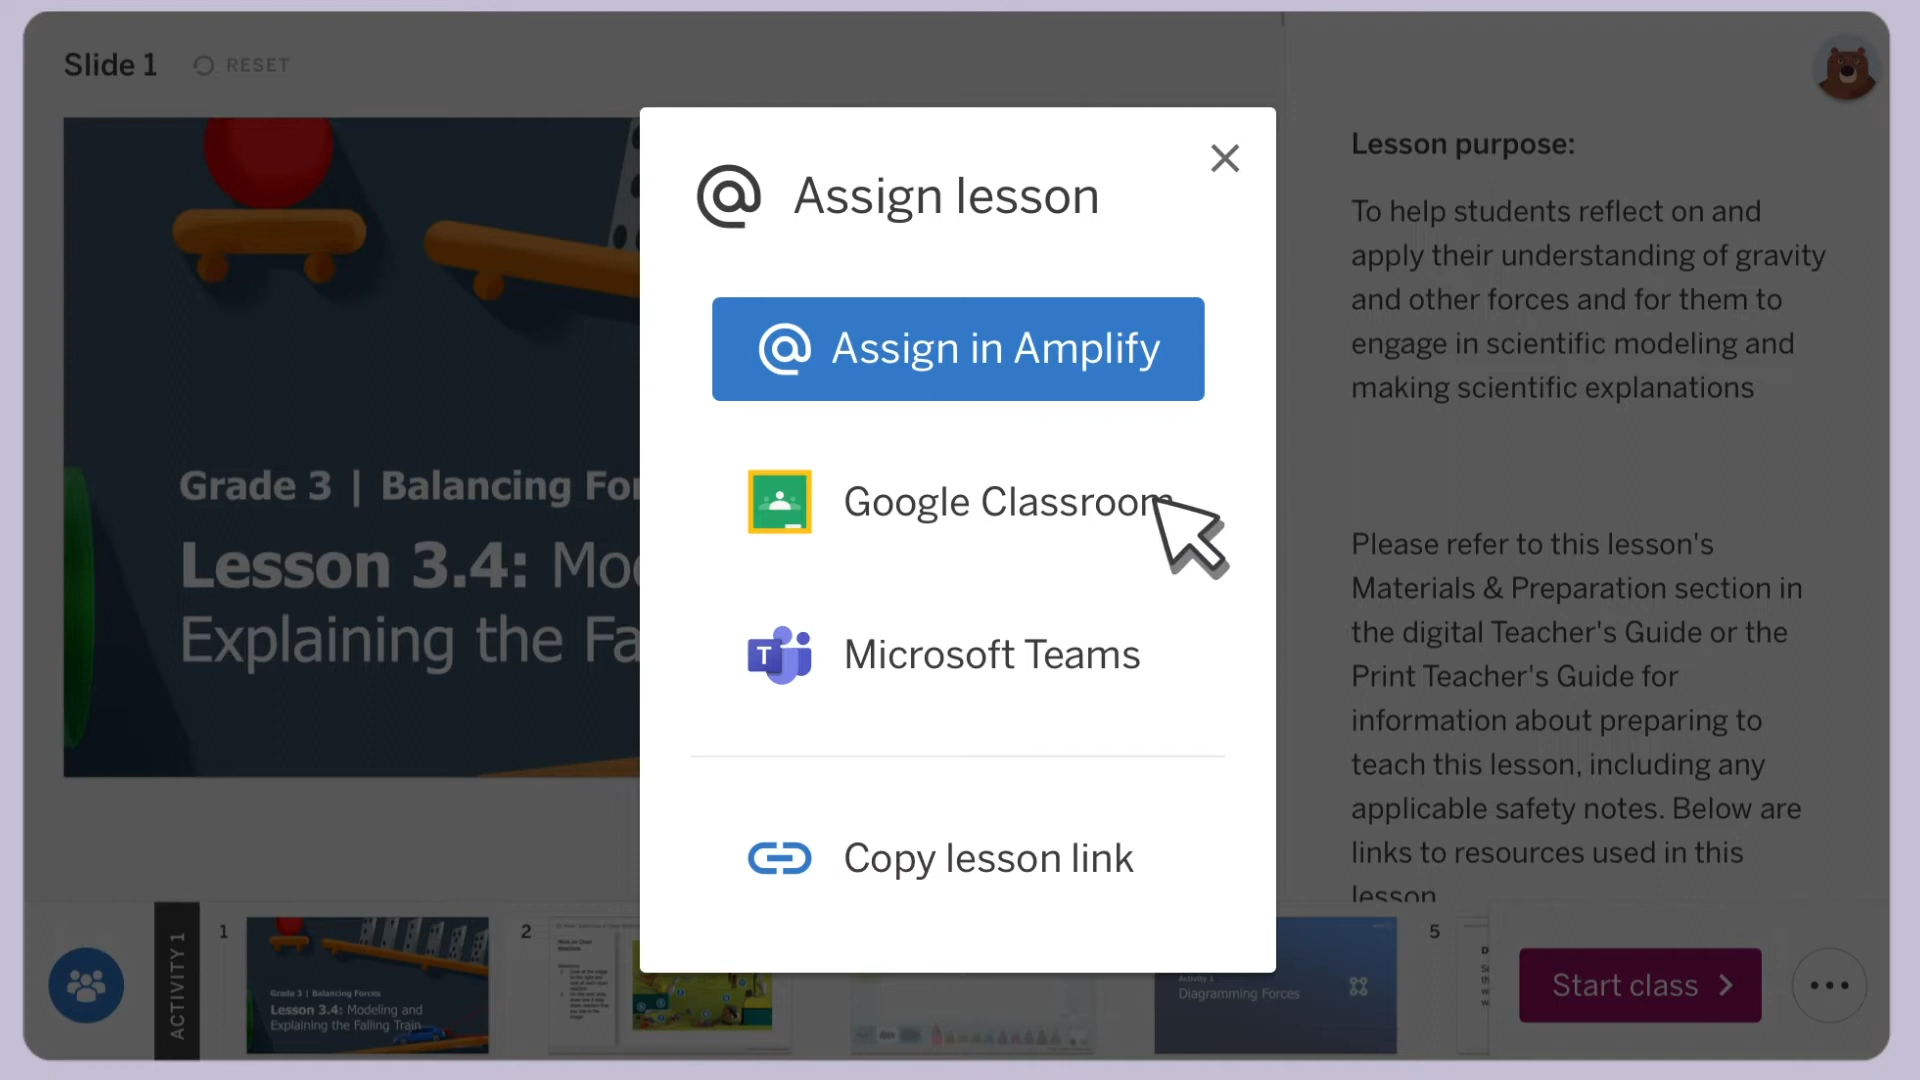 Slide 1
RESET
Assign lesson
Assign in Amplify
Google Classroom
Microsoft Teams
Copy lesson link
Grade 3 | Balancing For
Lesson 3.4: Mo
Explaining the Fa
Lesson purpose:
To help students reflect on and
apply their understanding of gravity
and other forces and for them to
engage in scientific modeling and
making scientific explanations
Please refer to this lesson's
Materials & Preparation section in
the digital Teacher's Guide or the
Print Teacher's Guide for
information about preparing to
teach this lesson, including any
applicable safety notes. Below are
links to resources used in this
lesson
ACTIVITY 1
1
Grade 3 | Balancing Forces
Lesson 3.4: Modeling and
Explaining the Falling Train
2
Activity 1
Diagramming Forces
5
Start class